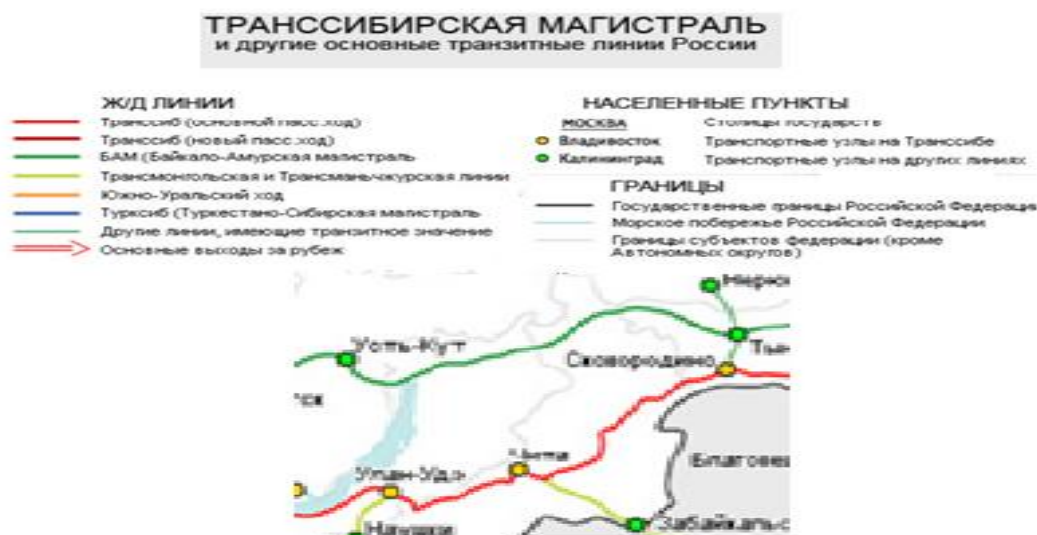 ТРАНССИБИРСКАЯ МАГИСТРАЛЬ
и другие основные транзитные линии России
Ж/Д ЛИНИИ
Транссиб (основной пасс.ход)
Транссиб (новый пасс.ход)
БАМ (Байкало-Амурская магистраль
Трансмонгольская и Трансманьчжурская линии
Южно-Уральский ход
Турксиб (Туркестано-Сибирская магистраль
Другие линии, имеющие транзитное значение
Основные выходы за рубеж
НАСЕЛЕННЫЕ ПУНКТЫ
МОСКВА Столицы государств
Владивосток Транспортные узлы на Транссибе
Калининград Транспортные узлы на других линиях
ГРАНИЦЫ
Государственные границы Российской Федерации
Морское побережье Российской Федерации
Границы субъектов федерации (кроме
Автономных округов)
Усть-Кут
Сковородино
Чита
Улан-Удэ
Наушки
Забайкальс
Благовещ